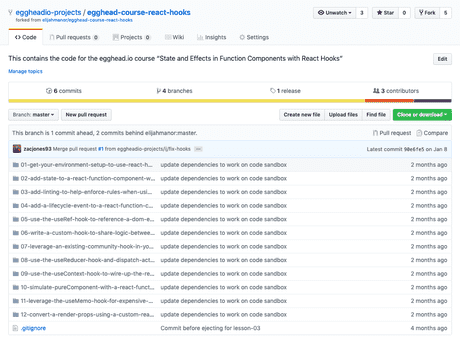 eggheadio-projects / egghead-course-react-hooks
Unwatch 3 Star 0 Fork 5
forked from elijahmanor/egghead-course-react-hooks
Code Pull requests 0 Projects 0 Wiki Insights Settings
This contains the code for the egghead.io course “State and Effects in Function Components with React Hooks” Edit
Manage topics
6 commits 4 branches 1 release 3 contributors
Branch: master New pull request Create new file Upload files Find file Clone or download
This branch is 1 commit ahead, 2 commits behind elijahmanor:master. Pull request Compare
zacjones93 Merge pull request #1 from eggheadio-projects/zj/fix-hooks Latest commit 90e6fe5 on Jan 8
01-get-your-environment-setup-to-use-react-h... update dependencies to work on code sandbox 2 months ago
02-add-state-to-a-react-function-component-w... update dependencies to work on code sandbox 2 months ago
03-add-linting-to-help-enforce-rules-when-usin... update dependencies to work on code sandbox 2 months ago
04-add-a-lifecycle-event-to-a-react-function-c... update dependencies to work on code sandbox 2 months ago
05-use-the-useRef-hook-to-reference-a-dom-e... update dependencies to work on code sandbox 2 months ago
06-write-a-custom-hook-to-share-logic-betwee... update dependencies to work on code sandbox 2 months ago
07-leverage-an-existing-community-hook-in-yo... update dependencies to work on code sandbox 2 months ago
08-use-the-useReducer-hook-and-dispatch-acti... update dependencies to work on code sandbox 2 months ago
09-use-the-useContext-hook-to-wire-up-the-re... update dependencies to work on code sandbox 2 months ago
10-simulate-pureComponent-with-a-react-funct... update dependencies to work on code sandbox 2 months ago
11-leverage-the-useMemo-hook-for-expensive-... update dependencies to work on code sandbox 2 months ago
12-convert-a-render-props-using-a-custom-rea... update dependencies to work on code sandbox 2 months ago
.gitignore Commit before ejecting for lesson-03 4 months ago